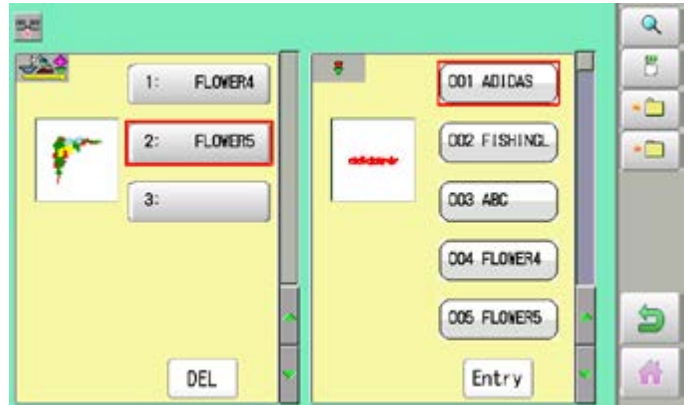 1: FLOWER4
2: FLOWER5
3:
DEL
001 ADIDAS
002 FISHINGL
003 ABC
004 FLOWER4
005 FLOWER5
Entry